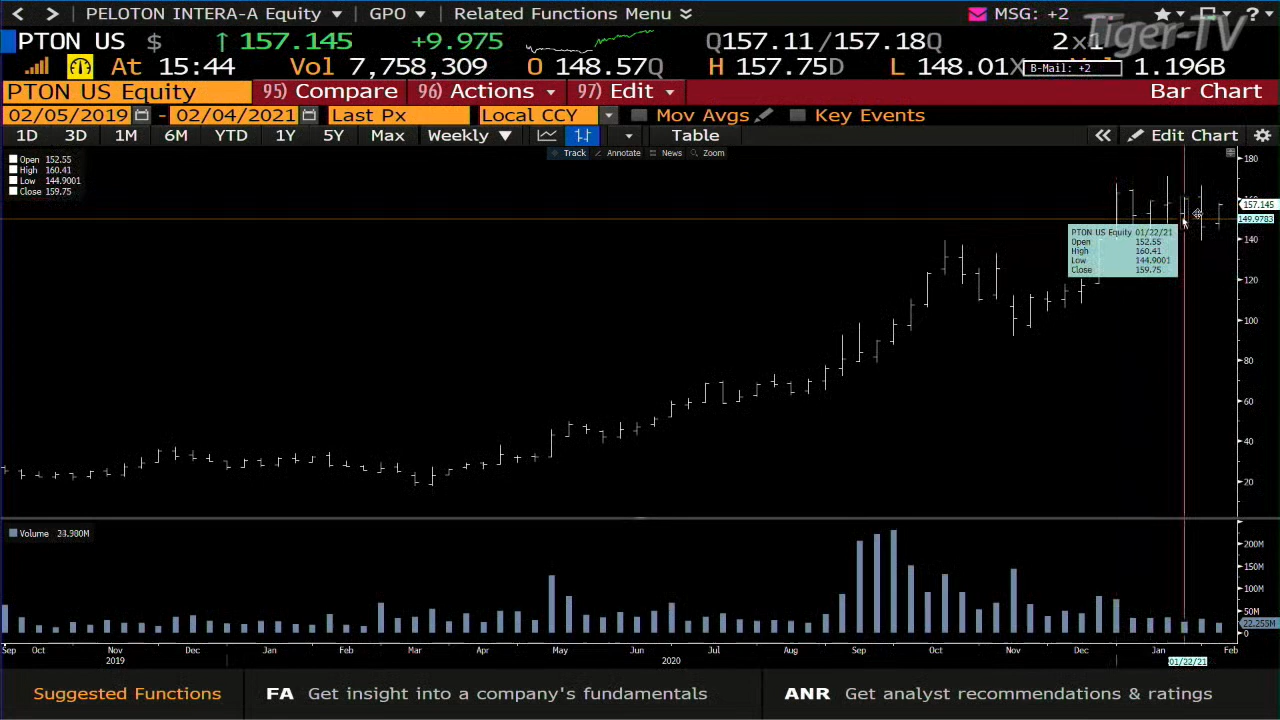 < > PELOTON INTERA-A Equity GPO Related Functions Menu MSG: +2 ?
Tiger-TV
PTON US $ ↑ 157.145 +9.975 Q157.11/157.18Q 2x1
At 15:44 Vol 7,758,309 O 148.57Q H 157.75D L 148.01X 1.196B
B-Mail: +2
PTON US Equity 95) Compare 96) Actions 97) Edit Bar Chart
02/05/2019 - 02/04/2021 Last Px Local CCY Mov Avgs Key Events
1D 3D 1M 6M YTD 1Y 5Y Max Weekly Table « Edit Chart
Track Annotate News Zoom
Open 152.55
High 160.41
Low 144.9001
Close 159.75
180
157.145
149.9783
140
120
100
80
60
40
20
PTON US Equity 01/22/21
Open 152.55
High 160.41
Low 144.9001
Close 159.75
Volume 23.980M
200M
150M
100M
50M
22.255M
0
Sep Oct Nov Dec Jan Feb Mar Apr May Jun Jul Aug Sep Oct Nov Dec Jan Feb
2019 2020 01/22/21
Suggested Functions FA Get insight into a company's fundamentals ANR Get analyst recommendations & ratings